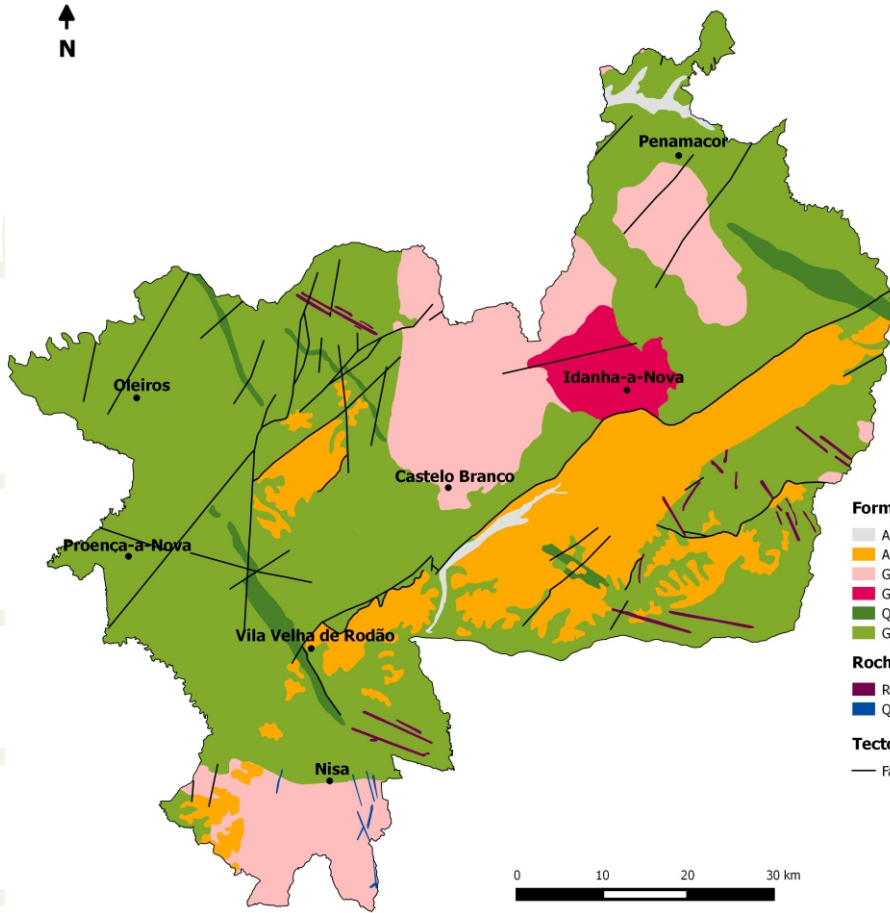 N
Penamacor
Oleiros
Idanha-a-Nova
Castelo Branco
Proença-a-Nova
Vila Velha de Rodão
Nisa
Form
A
A
G
G
Q
G
Roch
R
Q
Tecto
Fa
0 10 20 30 km